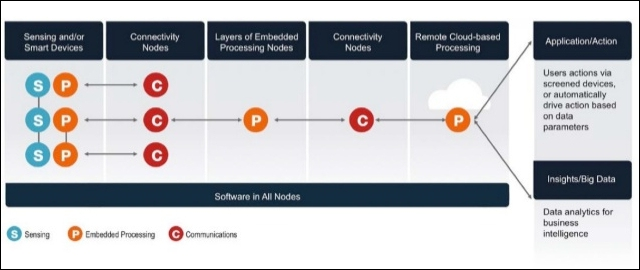 Sensing and/or
Smart Devices
Connectivity
Nodes
Layers of Embedded
Processing Nodes
Connectivity
Nodes
Remote Cloud-based
Processing
Application/Action
Users actions via
screened devices,
or automatically
drive action based
on data
parameters
S P C
S P C P C P
S P C
Insights/Big Data
Data analytics for
business
intelligence
Software in All Nodes
S Sensing
P Embedded Processing
C Communications